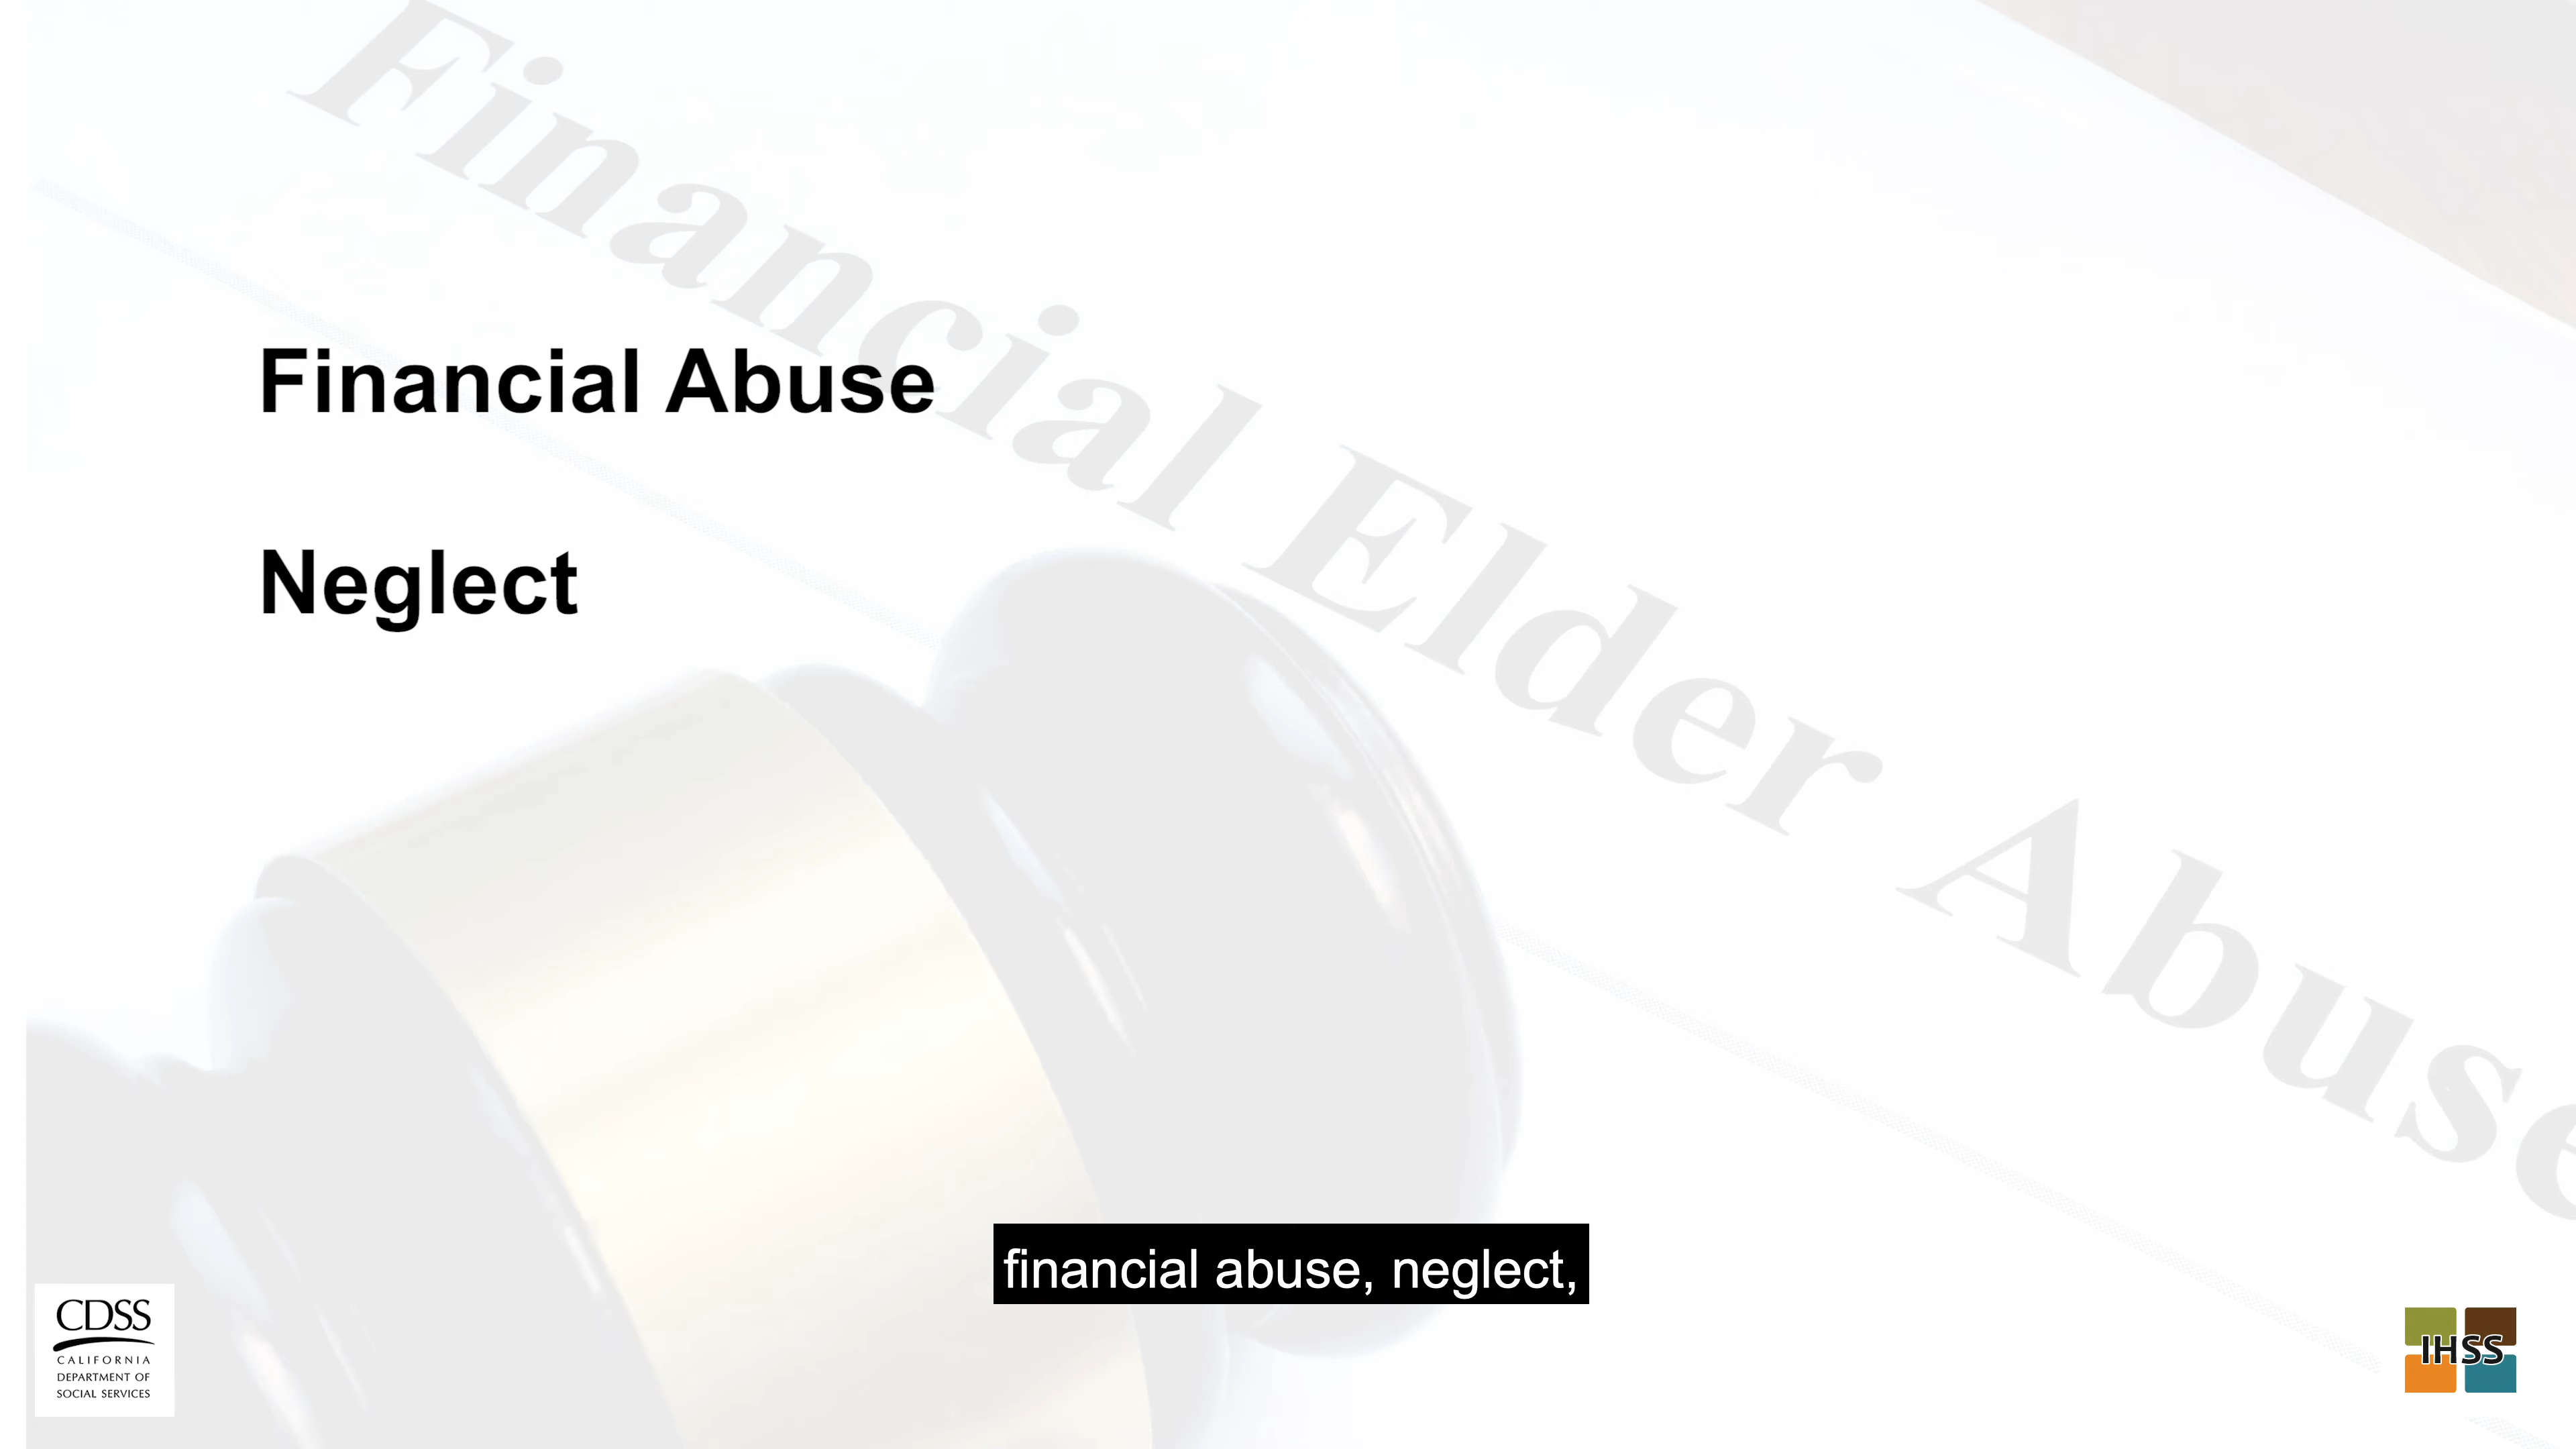 Financial Elder Abuse
Financial Abuse
Neglect
financial abuse, neglect,
CDSS
CALIFORNIA
DEPARTMENT OF
SOCIAL SERVICES
IHSS